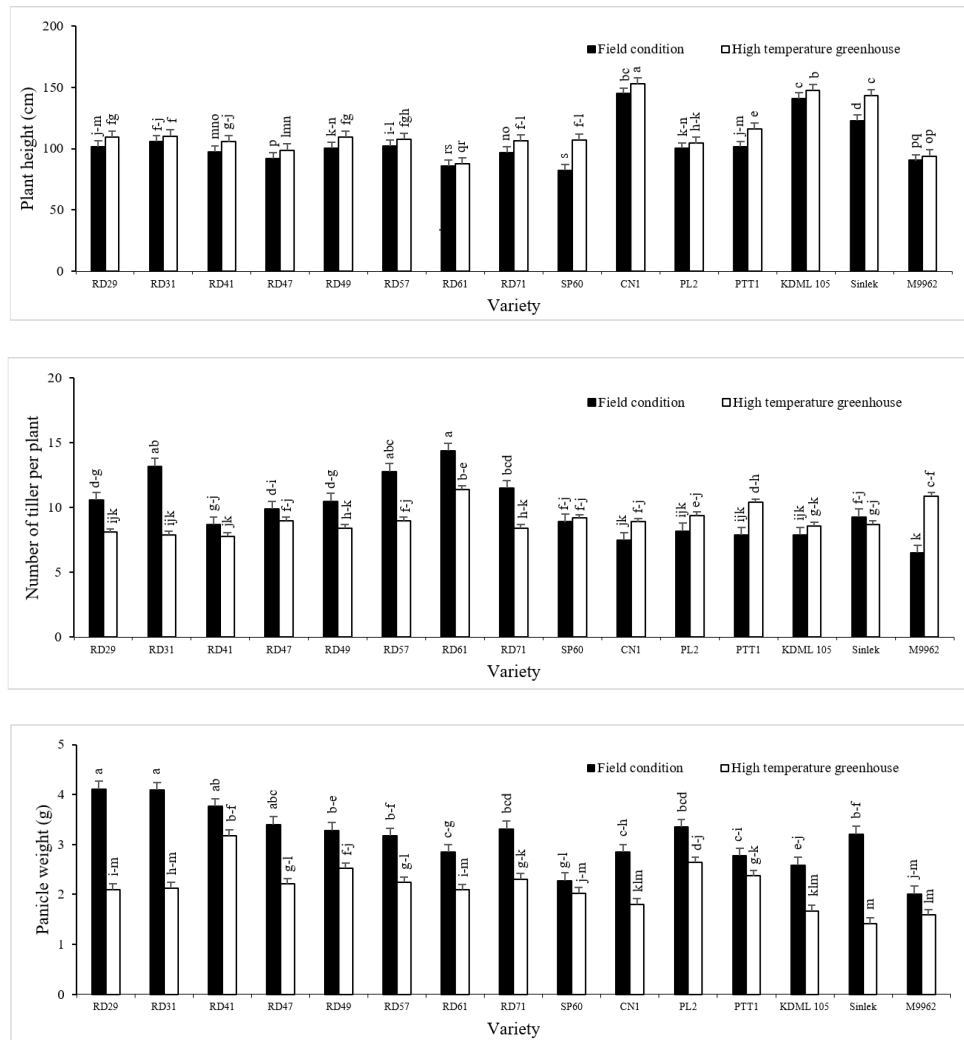 200
Field condition
High temperature greenhouse
a
bc
b
c
c
150
d
j-m
fg
f-j
f
mno
g-j
p
lmn
k-n
fg
i-l
fgh
rs
qr
no
f-l
s
f-l
k-n
h-k
j-m
e
pq
op
100
50
0
Plant height (cm)
RD29 RD31 RD41 RD47 RD49 RD57 RD61 RD71 SP60 CN1 PL2 PTT1 KDML 105 Sinlek M9962
Variety
20
Field condition
High temperature greenhouse
15
d-g
ijk
ab
ijk
g-j
jk
d-i
f-j
d-g
h-k
abc
f-j
a
b-e
bcd
h-k
f-j
f-j
jk
f-j
ijk
e-j
ijk
d-h
ijk
g-k
f-j
g-j
k
c-f
10
5
0
Number of tiller per plant
RD29 RD31 RD41 RD47 RD49 RD57 RD61 RD71 SP60 CN1 PL2 PTT1 KDML 105 Sinlek M9962
Variety
5
Field condition
High temperature greenhouse
a
i-m
a
h-m
ab
b-f
abc
g-l
b-e
f-j
b-f
g-l
c-g
i-m
bcd
g-k
g-l
j-m
c-h
klm
bcd
d-j
c-i
g-k
e-j
klm
b-f
m
j-m
lm
4
3
2
1
0
Panicle weight (g)
RD29 RD31 RD41 RD47 RD49 RD57 RD61 RD71 SP60 CN1 PL2 PTT1 KDML 105 Sinlek M9962
Variety